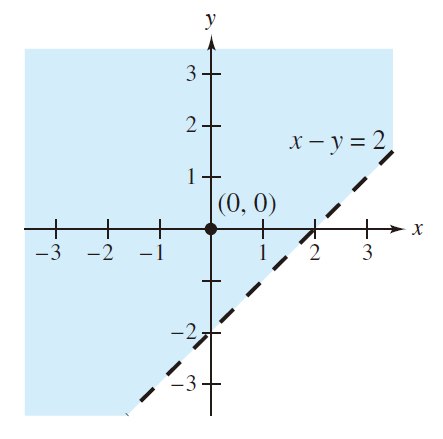 y
3
2
x – y = 2
1
(0, 0)
x
–3 –2 –1 1 2 3
–2
–3